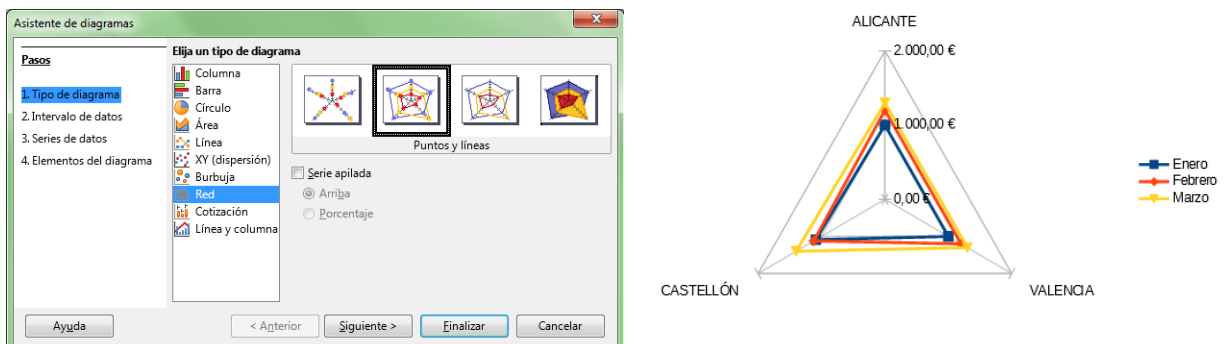 Asistente de diagramas
Pasos
1. Tipo de diagrama
2. Intervalo de datos
3. Series de datos
4. Elementos del diagrama
Elija un tipo de diagrama
Columna
Barra
Círculo
Área
Línea
XY (dispersión)
Burbuja
Red
Cotización
Línea y columna
Puntos y líneas
Serie apilada
Arriba
Porcentaje
Ayuda
< Anterior
Siguiente >
Finalizar
Cancelar
ALICANTE
2.000,00 €
1.000,00 €
0,00 €
CASTELLÓN
VALENCIA
Enero
Febrero
Marzo